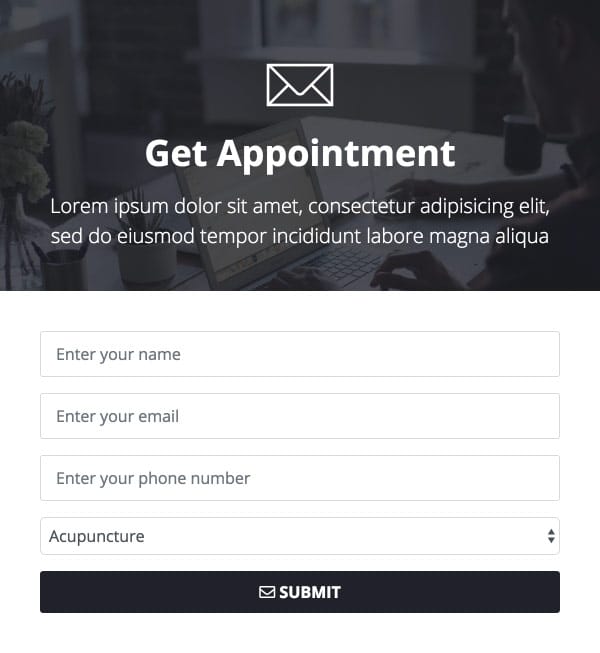 Get Appointment
Lorem ipsum dolor sit amet, consectetur adipisicing elit,
sed do eiusmod tempor incididunt labore magna aliqua
Enter your name
Enter your email
Enter your phone number
Acupuncture
SUBMIT